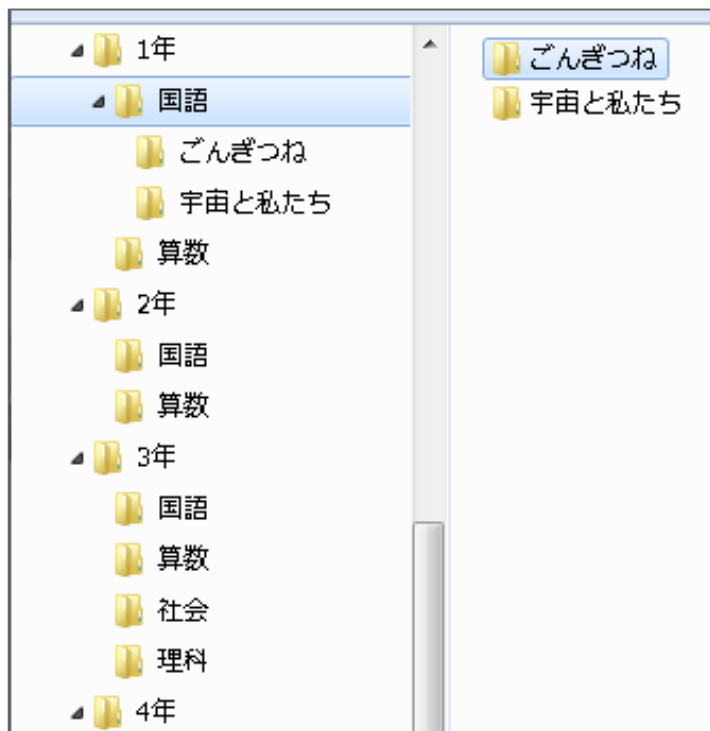 1年
国語
ごんぎつね
宇宙と私たち
算数
2年
国語
算数
3年
国語
算数
社会
理科
4年
ごんぎつね
宇宙と私たち